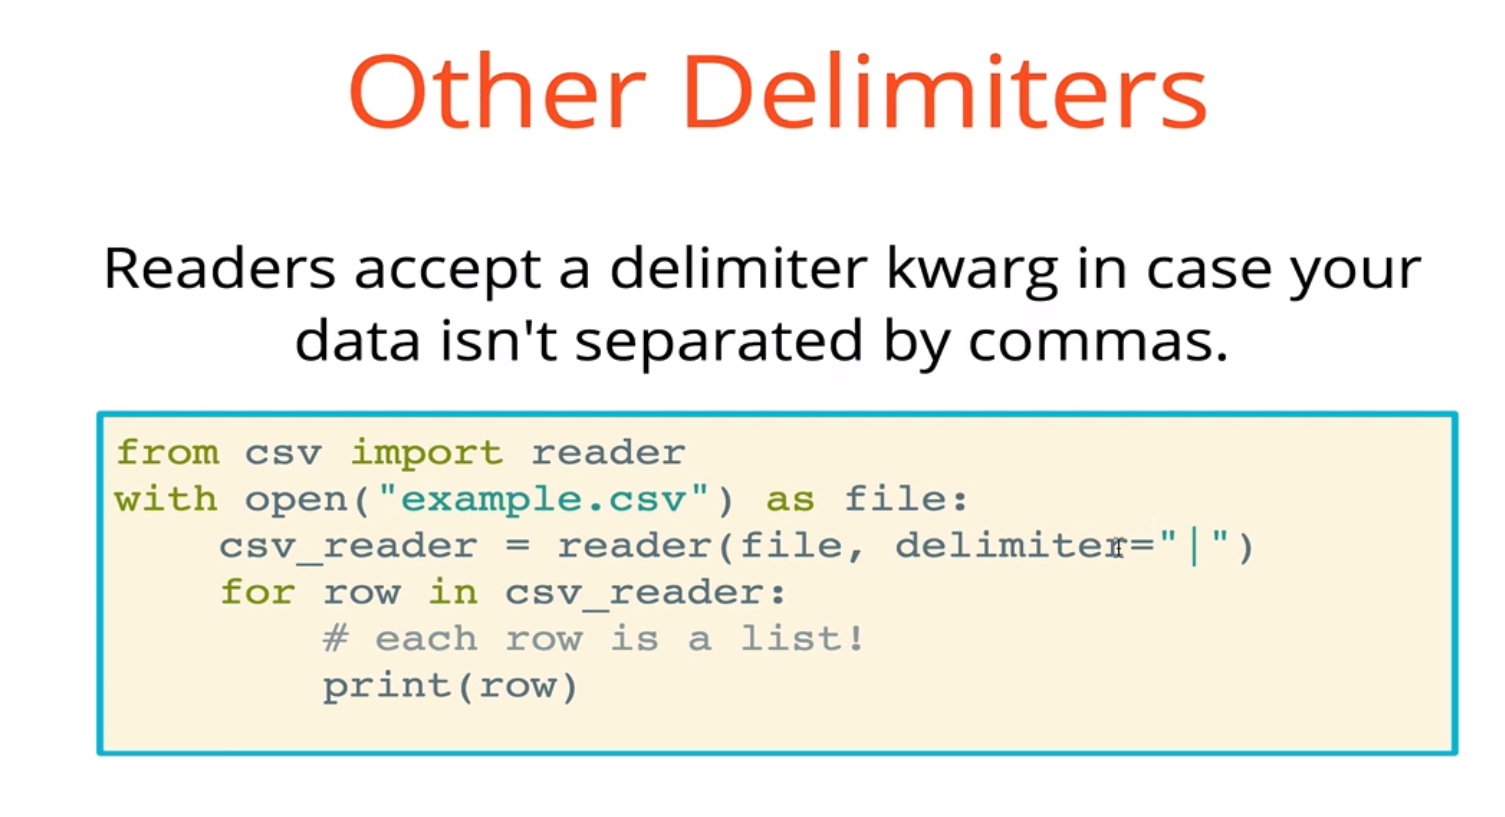 Other Delimiters
Readers accept a delimiter kwarg in case your
data isn't separated by commas.
from csv import reader
with open("example.csv") as file:
    csv_reader = reader(file, delimiter="|")
    for row in csv_reader:
        # each row is a list!
        print(row)